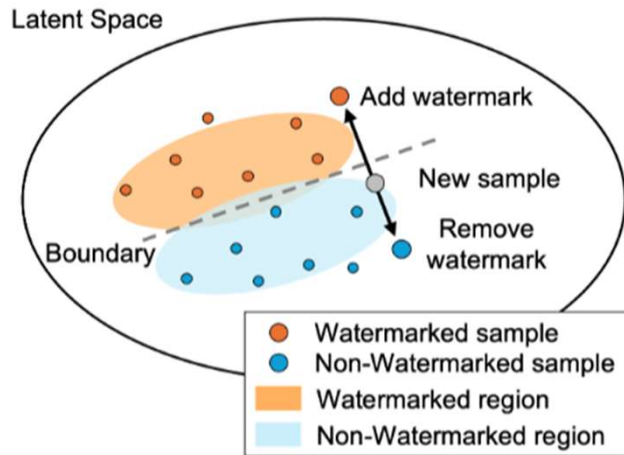 Latent Space
Add watermark
New sample
Boundary
Remove
watermark
Watermarked sample
Non-Watermarked sample
Watermarked region
Non-Watermarked region